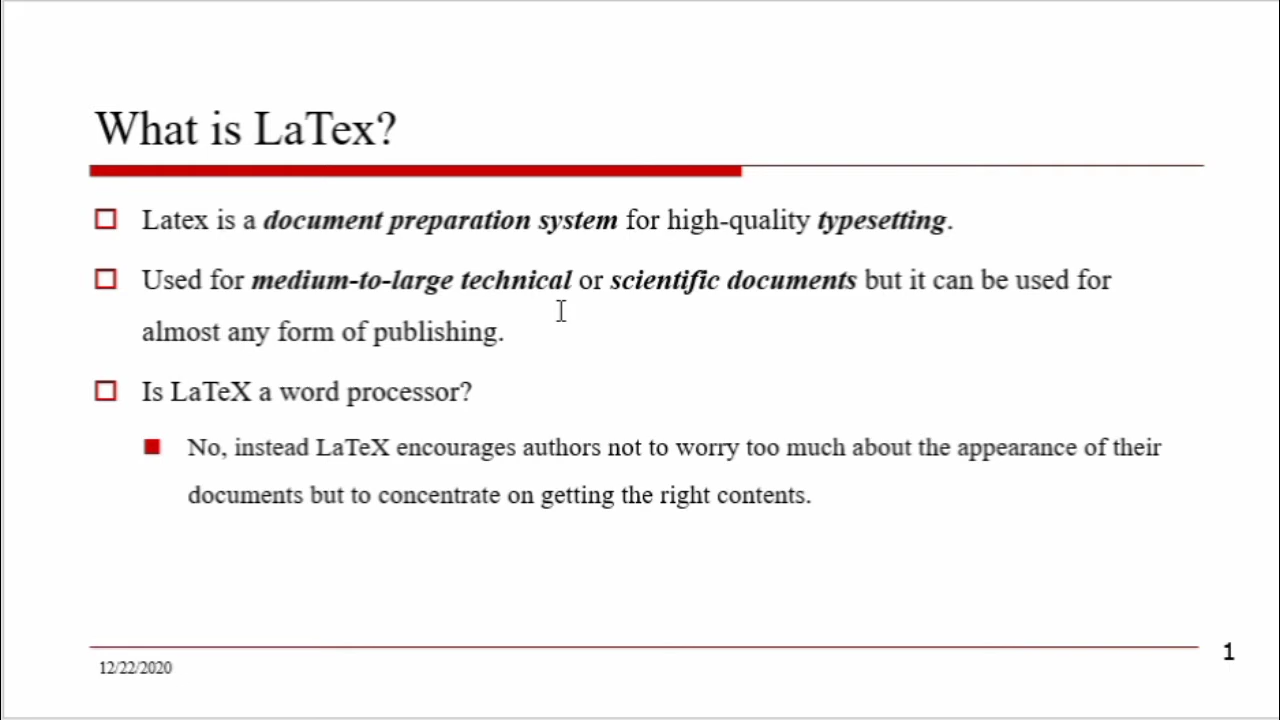 What is LaTex?
Latex is a document preparation system for high-quality typesetting.
Used for medium-to-large technical or scientific documents but it can be used for
almost any form of publishing.
Is LaTeX a word processor?
No, instead LaTeX encourages authors not to worry too much about the appearance of their
documents but to concentrate on getting the right contents.
12/22/2020
1